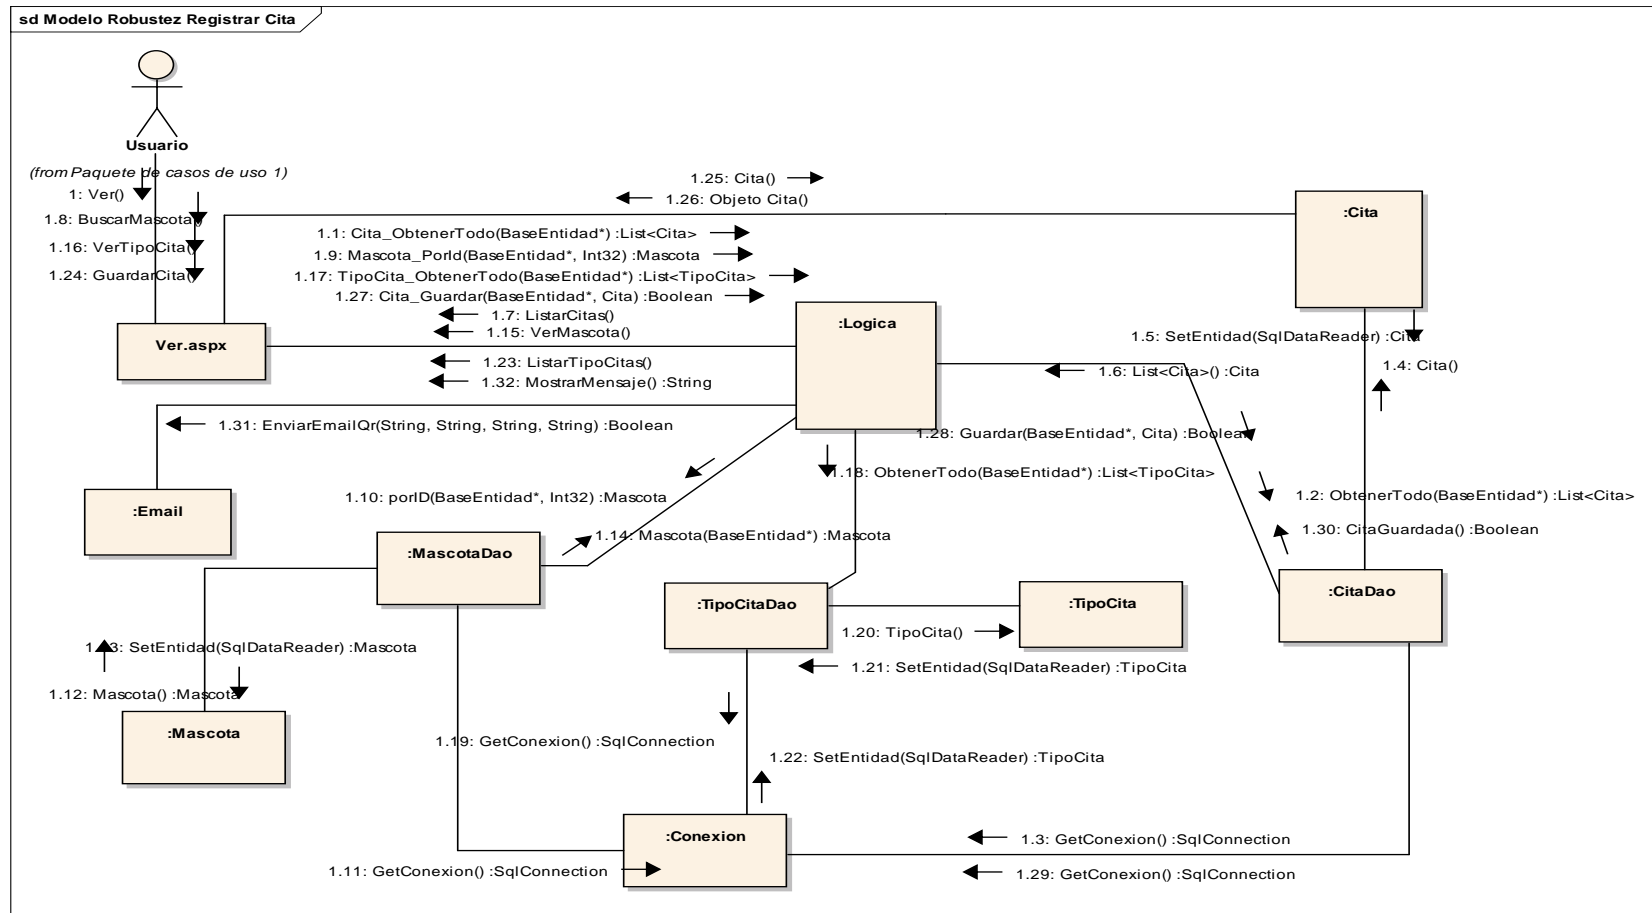 sd Modelo Robustez Registrar Cita
Usuario
(from Paquete de casos de uso 1)
1: Ver()
1.8: BuscarMascota()
1.16: VerTipoCita()
1.24: GuardarCita()
1.25: Cita()
1.26: Objeto Cita()
:Cita
1.1: Cita_ObtenerTodo(BaseEntidad*) :List<Cita>
1.9: Mascota_PorId(BaseEntidad*, Int32) :Mascota
1.17: TipoCita_ObtenerTodo(BaseEntidad*) :List<TipoCita>
1.27: Cita_Guardar(BaseEntidad*, Cita) :Boolean
1.7: ListarCitas()
1.15: VerMascota()
Ver.aspx
:Logica
1.5: SetEntidad(SqlDataReader) :Cita
1.6: List<Cita>() :Cita
1.4: Cita()
1.23: ListarTipoCitas()
1.32: MostrarMensaje() :String
1.31: EnviarEmailQr(String, String, String, String) :Boolean
1.28: Guardar(BaseEntidad*, Cita) :Boolean
1.18: ObtenerTodo(BaseEntidad*) :List<TipoCita>
1.10: porID(BaseEntidad*, Int32) :Mascota
1.2: ObtenerTodo(BaseEntidad*) :List<Cita>
:Email
1.14: Mascota(BaseEntidad*) :Mascota
1.30: CitaGuardada() :Boolean
:MascotaDao
:TipoCitaDao
:TipoCita
:CitaDao
1.20: TipoCita()
1.13: SetEntidad(SqlDataReader) :Mascota
1.21: SetEntidad(SqlDataReader) :TipoCita
1.12: Mascota() :Mascota
:Mascota
1.19: GetConexion() :SqlConnection
1.22: SetEntidad(SqlDataReader) :TipoCita
:Conexion
1.3: GetConexion() :SqlConnection
1.11: GetConexion() :SqlConnection
1.29: GetConexion() :SqlConnection